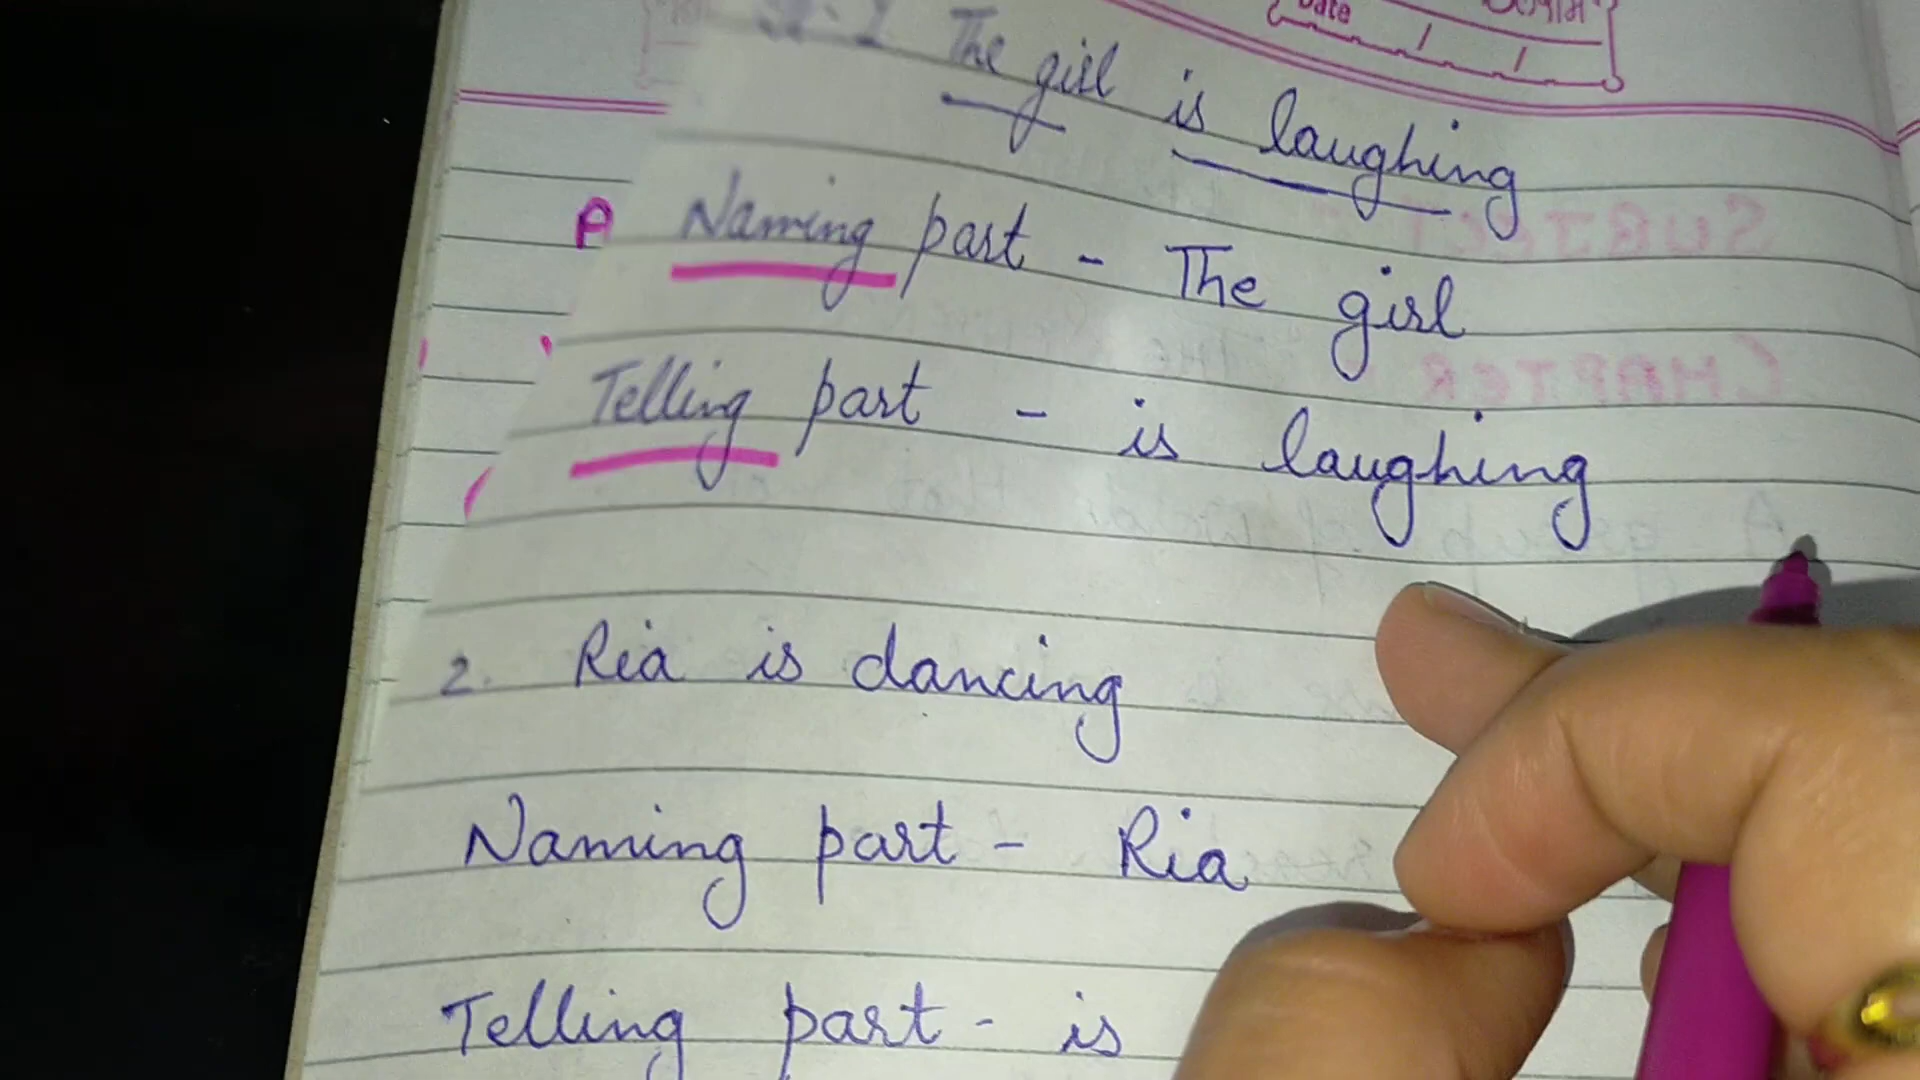 Date / /
The girl is laughing
A Naming part - The girl
Telling part - is laughing
2. Ria is dancing
Naming part - Ria
Telling part - is